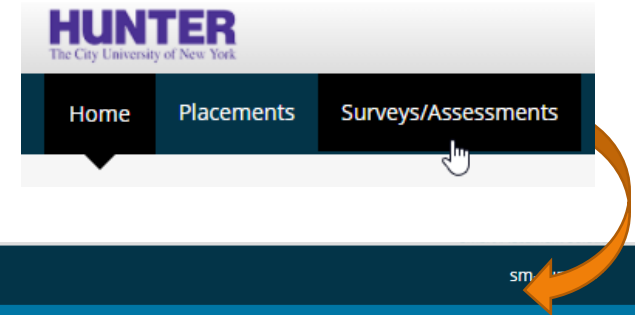 HUNTER
The City University of New York
Home Placements Surveys/Assessments